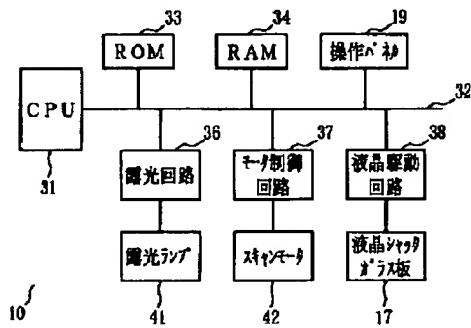 33
34
19
ROM
RAM
操作パネル
CPU
32
31
36
37
38
露光回路
モータ制御
回路
液晶駆動
回路
露光ランプ
スキャンモータ
液晶シャッタ
ガラス板
10
41
42
17